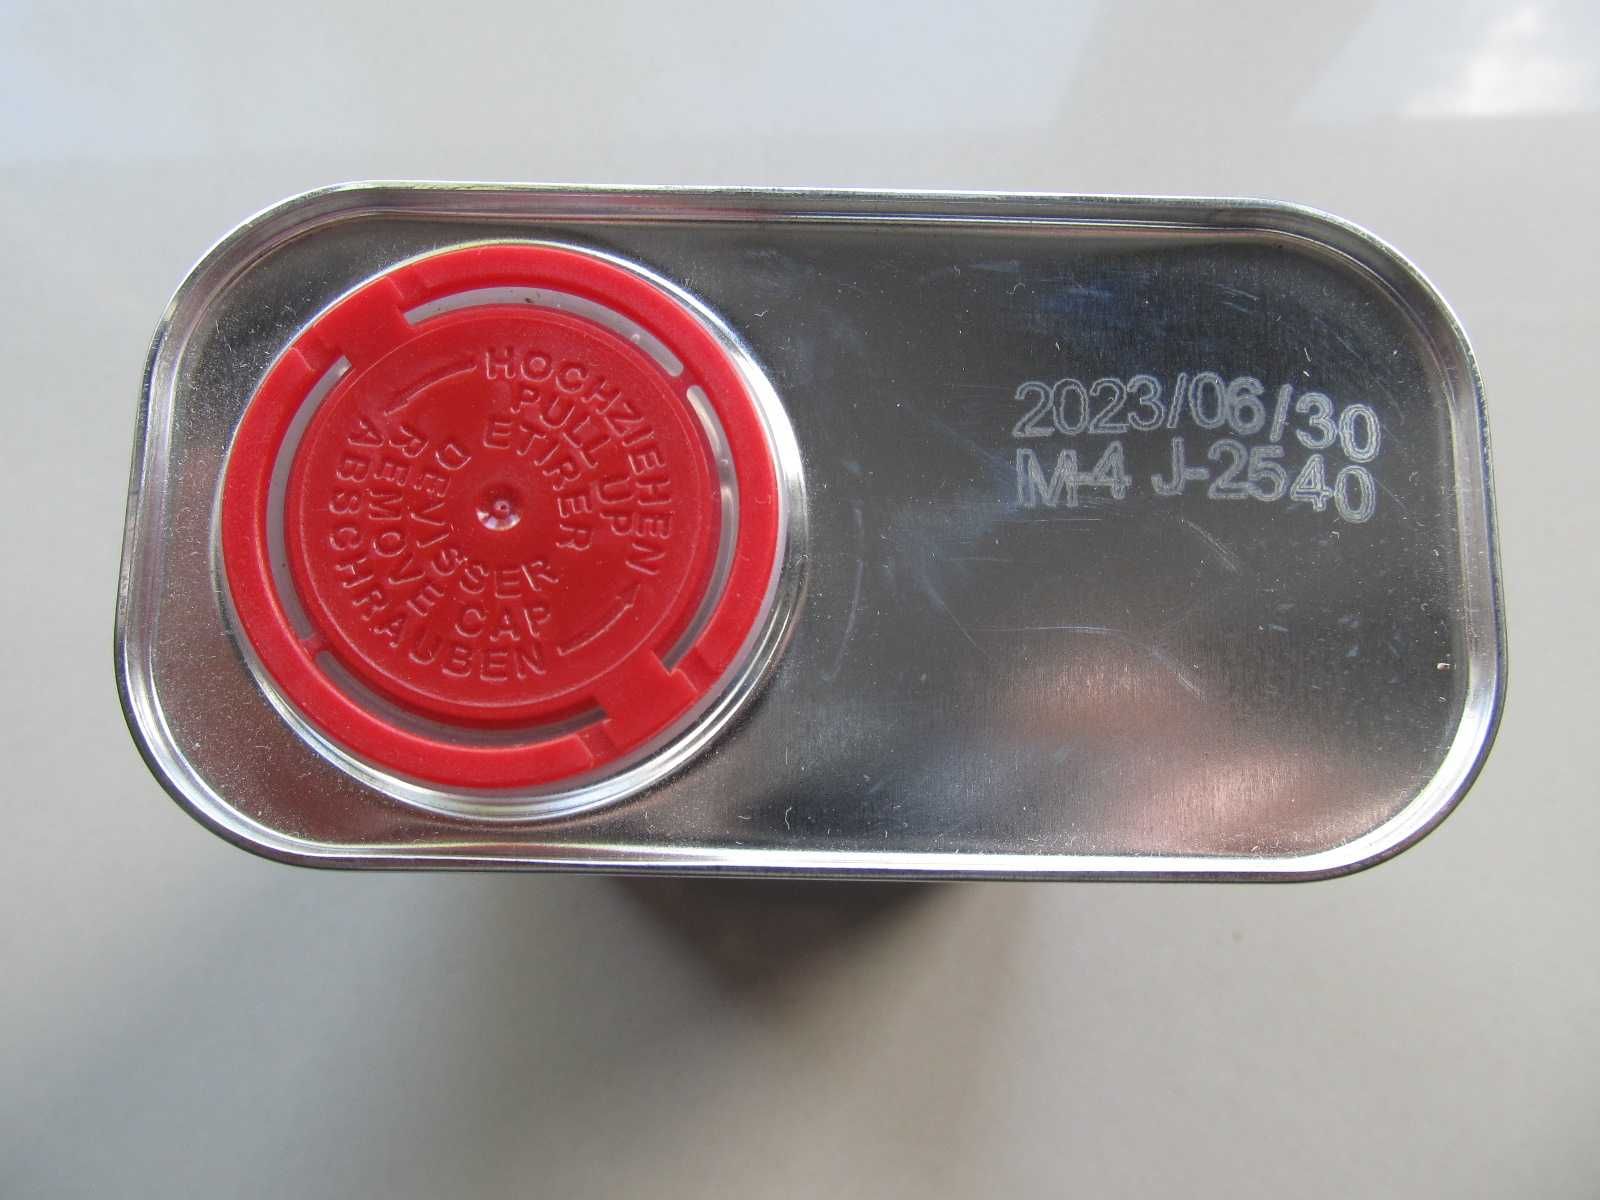 HOCHZIEHEN
PULL UP
ETIRER
DEVISSER
REMOVE CAP
ABSCHRAUBEN
2023/06/30
M-4 J-2540